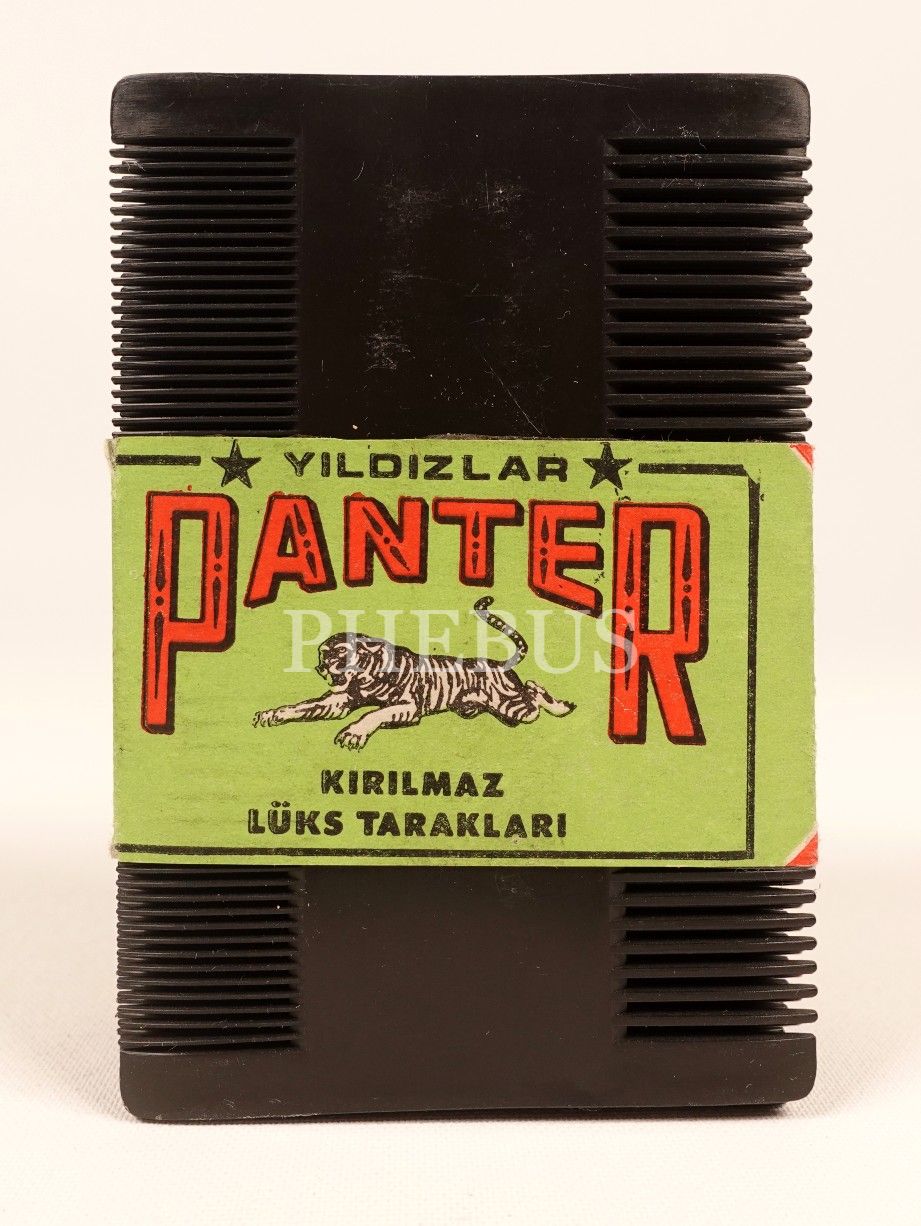 ★ YILDIZLAR ★
PANTER
PHEBUS
KIRILMAZ
LÜKS TARAKLARI